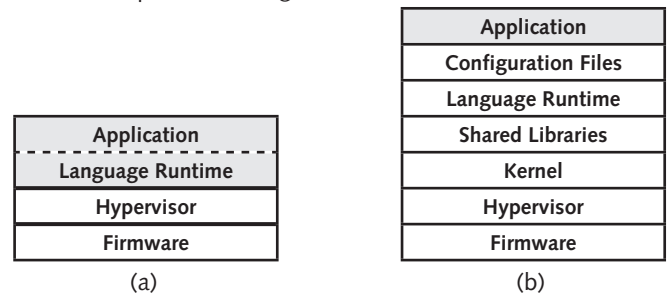 Application
Language Runtime
Hypervisor
Firmware
(a)
Application
Configuration Files
Language Runtime
Shared Libraries
Kernel
Hypervisor
Firmware
(b)